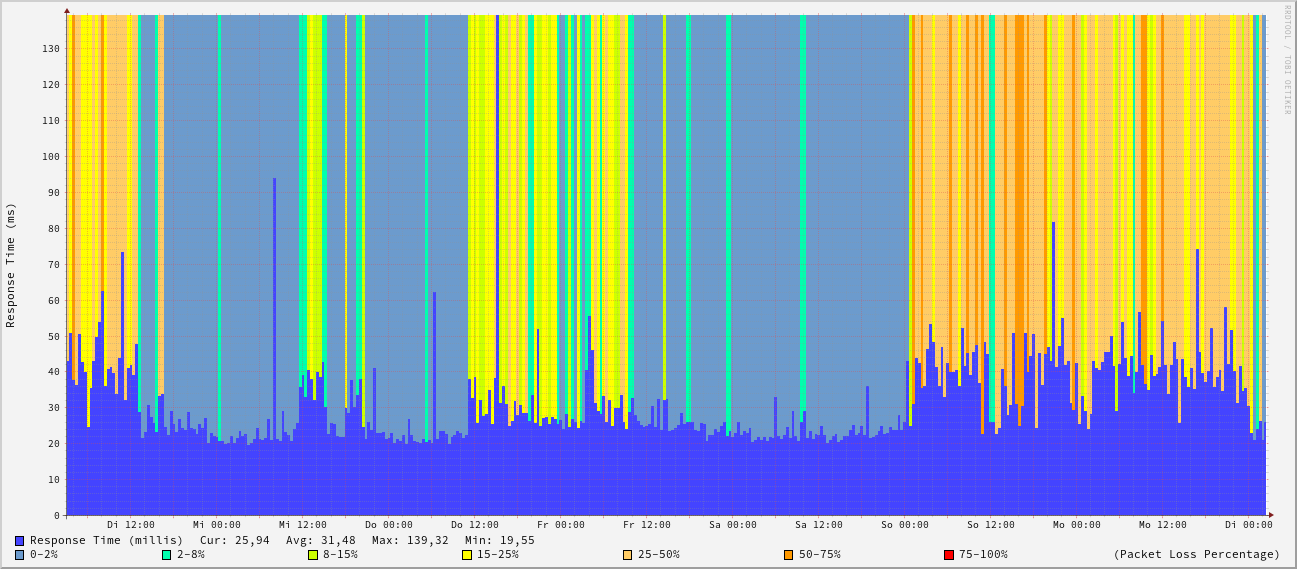 RRDTOOL / TOBI OETIKER
Response Time (ms)
130
120
110
100
90
80
70
60
50
40
30
20
10
0
Di 12:00 Mi 00:00 Mi 12:00 Do 00:00 Do 12:00 Fr 00:00 Fr 12:00 Sa 00:00 Sa 12:00 So 00:00 So 12:00 Mo 00:00 Mo 12:00 Di 00:00
Response Time (millis) Cur: 25,94 Avg: 31,48 Max: 139,32 Min: 19,55
0-2% 2-8% 8-15% 15-25% 25-50% 50-75% 75-100% (Packet Loss Percentage)